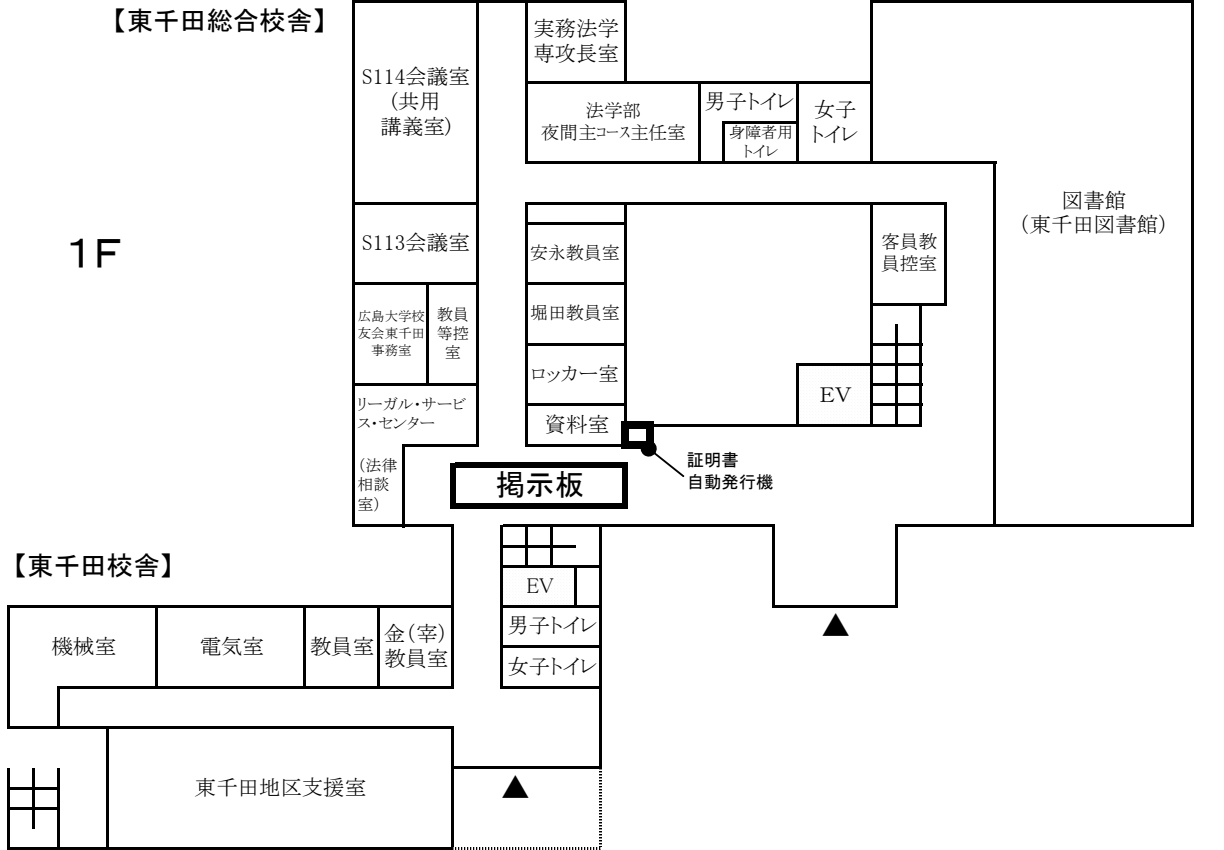 【東千田総合校舎】
実務法学
専攻長室
S114会議室
(共用
講義室)
法学部
夜間主コース主任室
男子トイレ
身障者用
トイレ
女子
トイレ
図書館
(東千田図書館)
1F
S113会議室
安永教員室
客員教
員控室
広島大学校
友会東千田
事務室
教員
等控
室
堀田教員室
ロッカー室
EV
リーガル・サービ
ス・センター
資料室
(法律
相談
室)
掲示板
証明書
自動発行機
【東千田校舎】
EV
機械室
電気室
教員室
金(宰)
教員室
男子トイレ
女子トイレ
▲
東千田地区支援室
▲